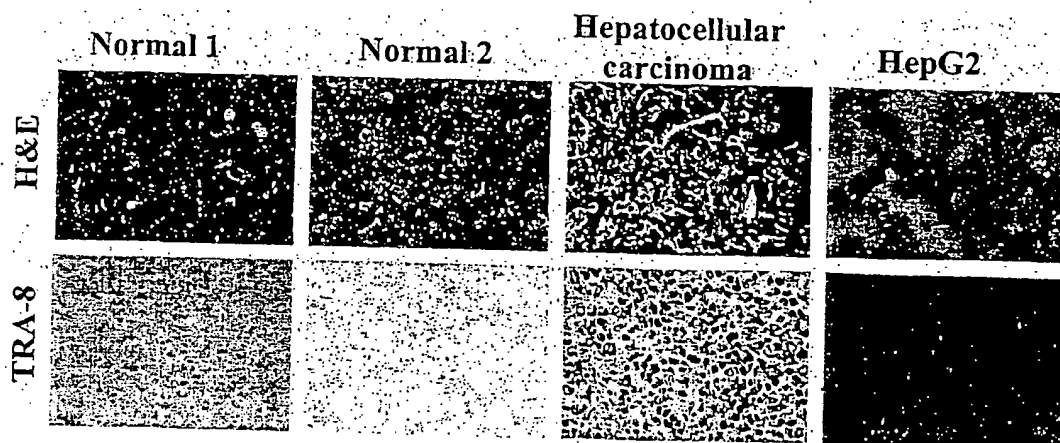 Normal 1
Normal 2
Hepatocellular
carcinoma
HepG2
H&E
TRA-8